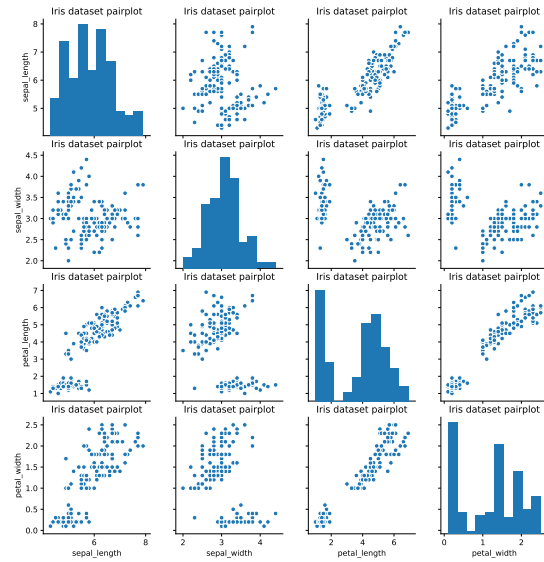 Iris dataset pairplot Iris dataset pairplot Iris dataset pairplot Iris dataset pairplot
sepal_length
8
7
6
5
Iris dataset pairplot Iris dataset pairplot Iris dataset pairplot Iris dataset pairplot
sepal_width
4.5
4.0
3.5
3.0
2.5
2.0
Iris dataset pairplot Iris dataset pairplot Iris dataset pairplot Iris dataset pairplot
petal_length
7
6
5
4
3
2
1
Iris dataset pairplot Iris dataset pairplot Iris dataset pairplot Iris dataset pairplot
petal_width
2.5
2.0
1.5
1.0
0.5
0.0
4 6 8 2 3 4 2 4 6 0 1 2
sepal_length sepal_width petal_length petal_width